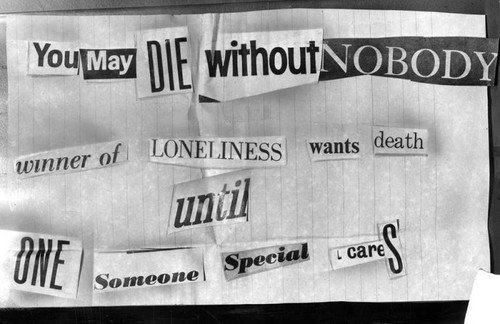 You May DIE without NOBODY
winner of LONELINESS wants death
until
ONE Someone Special cares